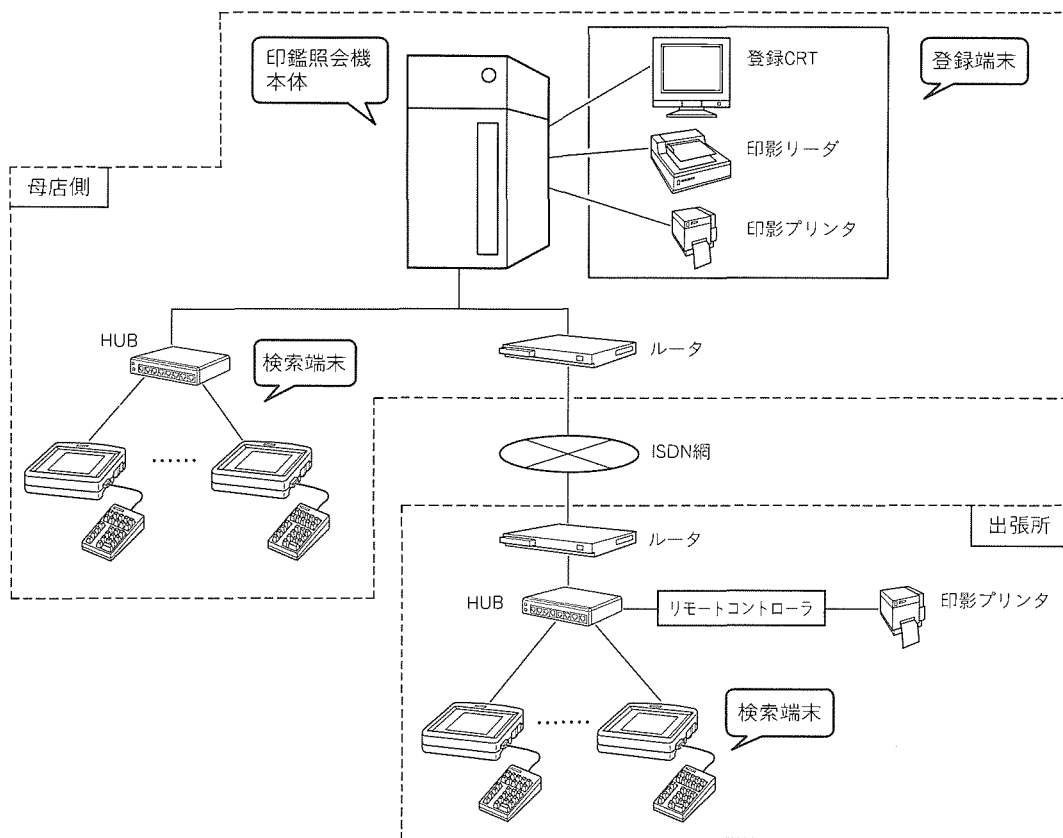 印鑑照会機
本体
登録CRT
登録端末
印影リーダ
母店側
印影プリンタ
HUB
検索端末
ルータ
ISDN網
出張所
ルータ
HUB
リモートコントローラ
印影プリンタ
検索端末